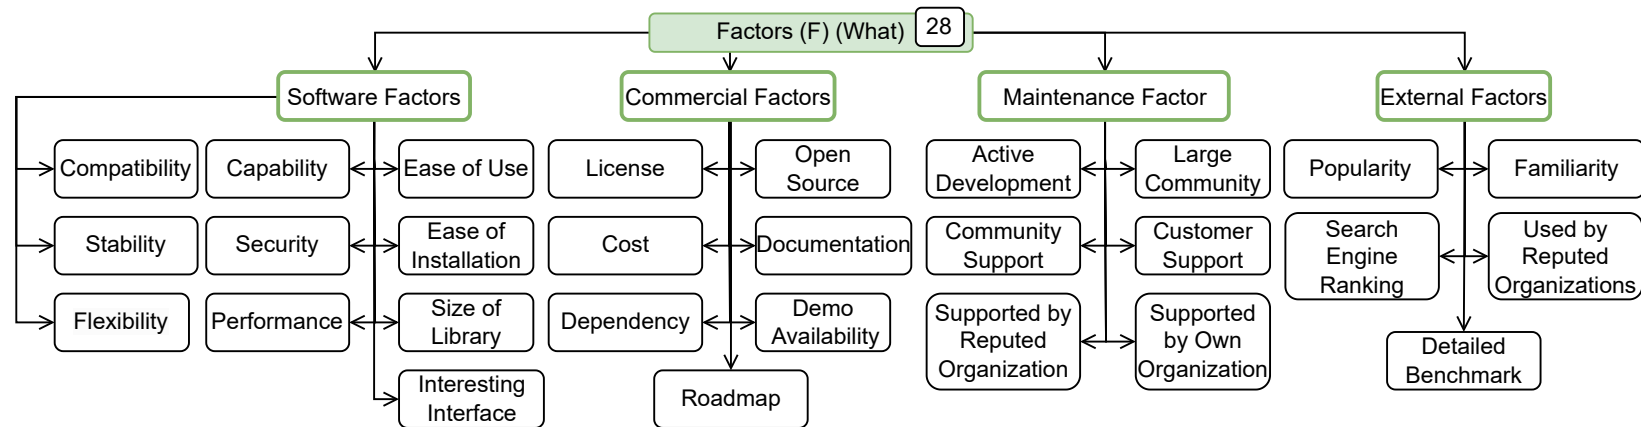 Factors (F) (What)
28
Software Factors
Commercial Factors
Maintenance Factor
External Factors
Compatibility
Capability
Ease of Use
Stability
Security
Ease of
Installation
Flexibility
Performance
Size of
Library
Interesting
Interface
License
Open
Source
Cost
Documentation
Dependency
Demo
Availability
Roadmap
Active
Development
Large
Community
Community
Support
Customer
Support
Supported by
Reputed
Organization
Supported
by Own
Organization
Popularity
Familiarity
Search
Engine
Ranking
Used by
Reputed
Organizations
Detailed
Benchmark